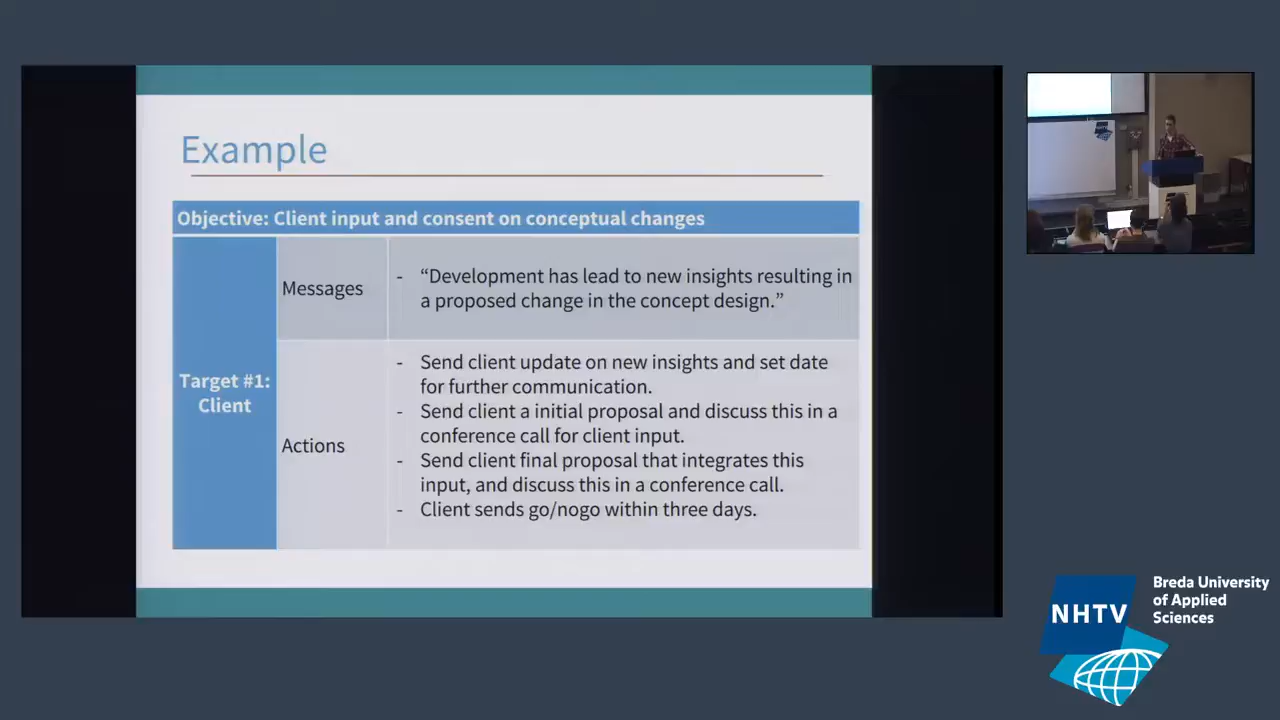 Example
Objective: Client input and consent on conceptual changes
Messages
- “Development has lead to new insights resulting in
a proposed change in the concept design.”
Target #1:
Client
Actions
- Send client update on new insights and set date
for further communication.
- Send client a initial proposal and discuss this in a
conference call for client input.
- Send client final proposal that integrates this
input, and discuss this in a conference call.
- Client sends go/nogo within three days.
NHTV
Breda University
of Applied
Sciences